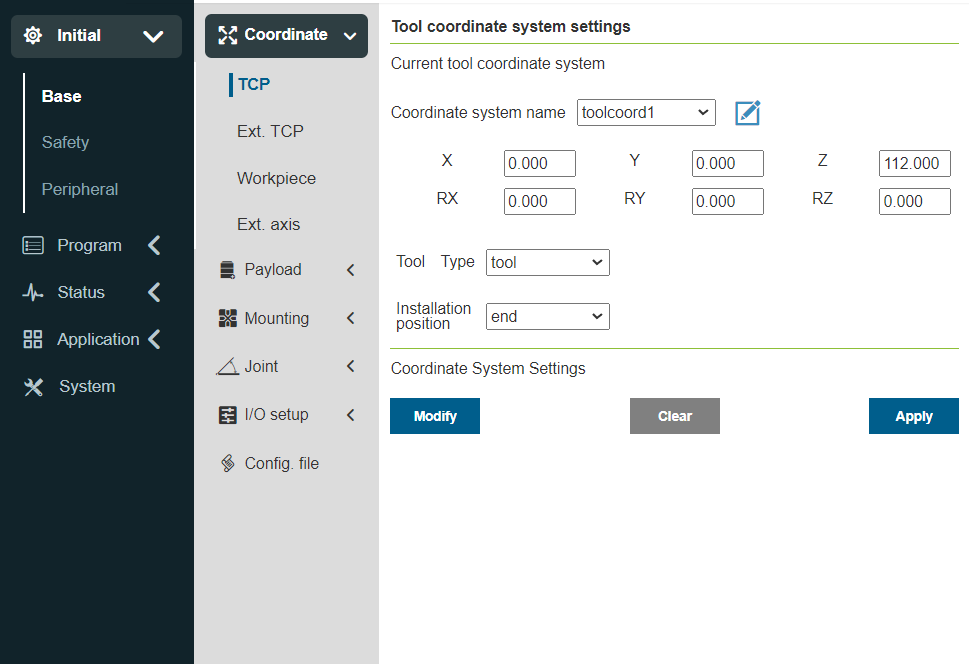 Initial
Base
Safety
Peripheral
Program
Status
Application
System
Coordinate
TCP
Ext. TCP
Workpiece
Ext. axis
Payload
Mounting
Joint
I/O setup
Config. file
Tool coordinate system settings
Current tool coordinate system
Coordinate system name toolcoord1
X 0.000 Y 0.000 Z 112.000
RX 0.000 RY 0.000 RZ 0.000
Tool Type tool
Installation
position end
Coordinate System Settings
Modify Clear Apply